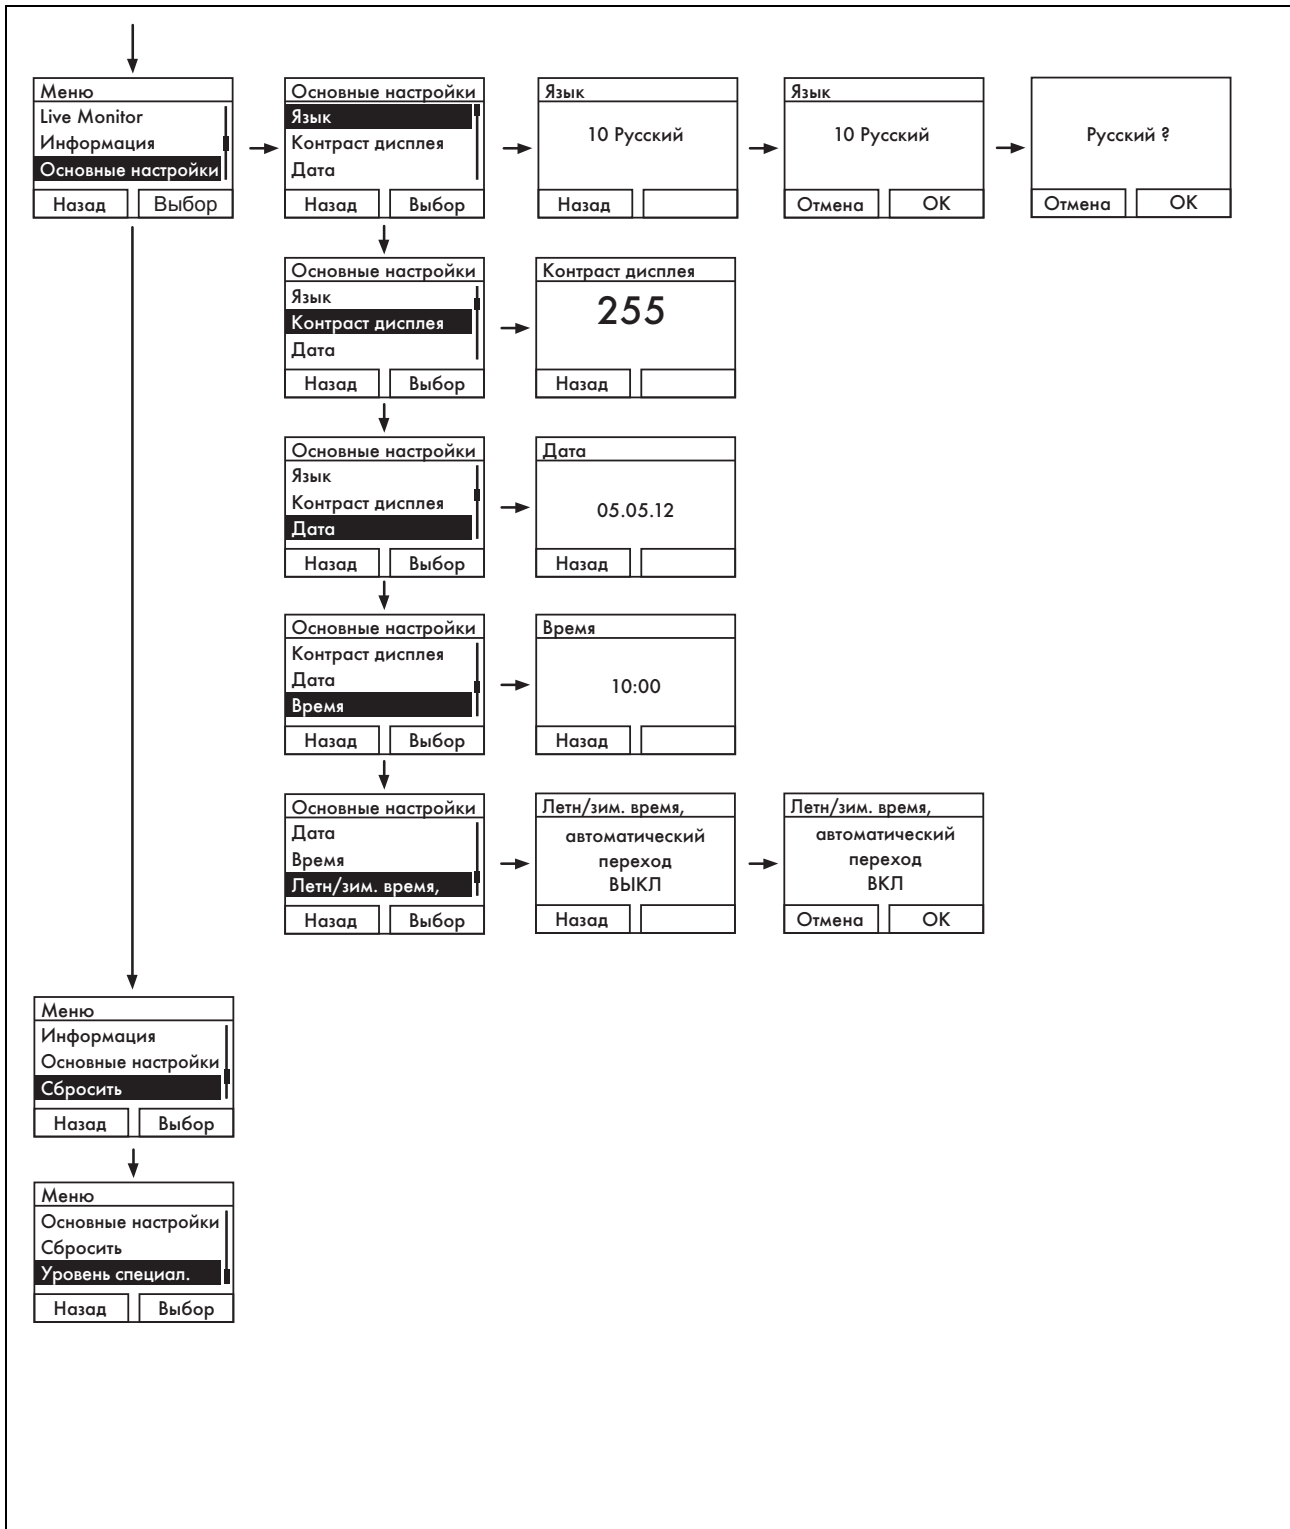 Меню
Live Monitor
Информация
Основные настройки
Назад Выбор
Основные настройки
Язык
Контраст дисплея
Дата
Назад Выбор
Язык
10 Русский
Назад
Язык
10 Русский
Отмена OK
Русский ?
Отмена OK
Основные настройки
Язык
Контраст дисплея
Дата
Назад Выбор
Контраст дисплея
255
Назад
Основные настройки
Язык
Контраст дисплея
Дата
Назад Выбор
Дата
05.05.12
Назад
Основные настройки
Контраст дисплея
Дата
Время
Назад Выбор
Время
10:00
Назад
Основные настройки
Дата
Время
Летн/зим. время,
Назад Выбор
Летн/зим. время,
автоматический
переход
ВЫКЛ
Назад
Летн/зим. время,
автоматический
переход
ВКЛ
Отмена OK
Меню
Информация
Основные настройки
Сбросить
Назад Выбор
Меню
Основные настройки
Сбросить
Уровень специал.
Назад Выбор